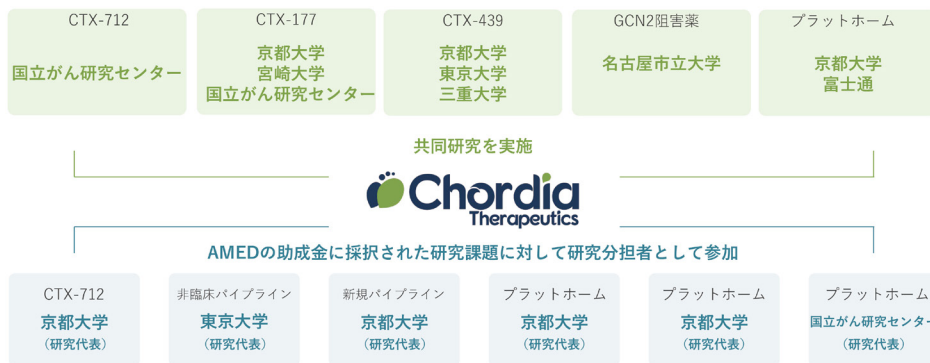 CTX-712
国立がん研究センター
CTX-177
京都大学
宮崎大学
国立がん研究センター
CTX-439
京都大学
東京大学
三重大学
GCN2阻害薬
名古屋市立大学
プラットホーム
京都大学
富士通
共同研究を実施
Chordia
Therapeutics
AMEDの助成金に採択された研究課題に対して研究分担者として参加
CTX-712
京都大学
（研究代表）
非臨床パイプライン
東京大学
（研究代表）
新規パイプライン
京都大学
（研究代表）
プラットホーム
京都大学
（研究代表）
プラットホーム
京都大学
（研究代表）
プラットホーム
国立がん研究センター
（研究代表）